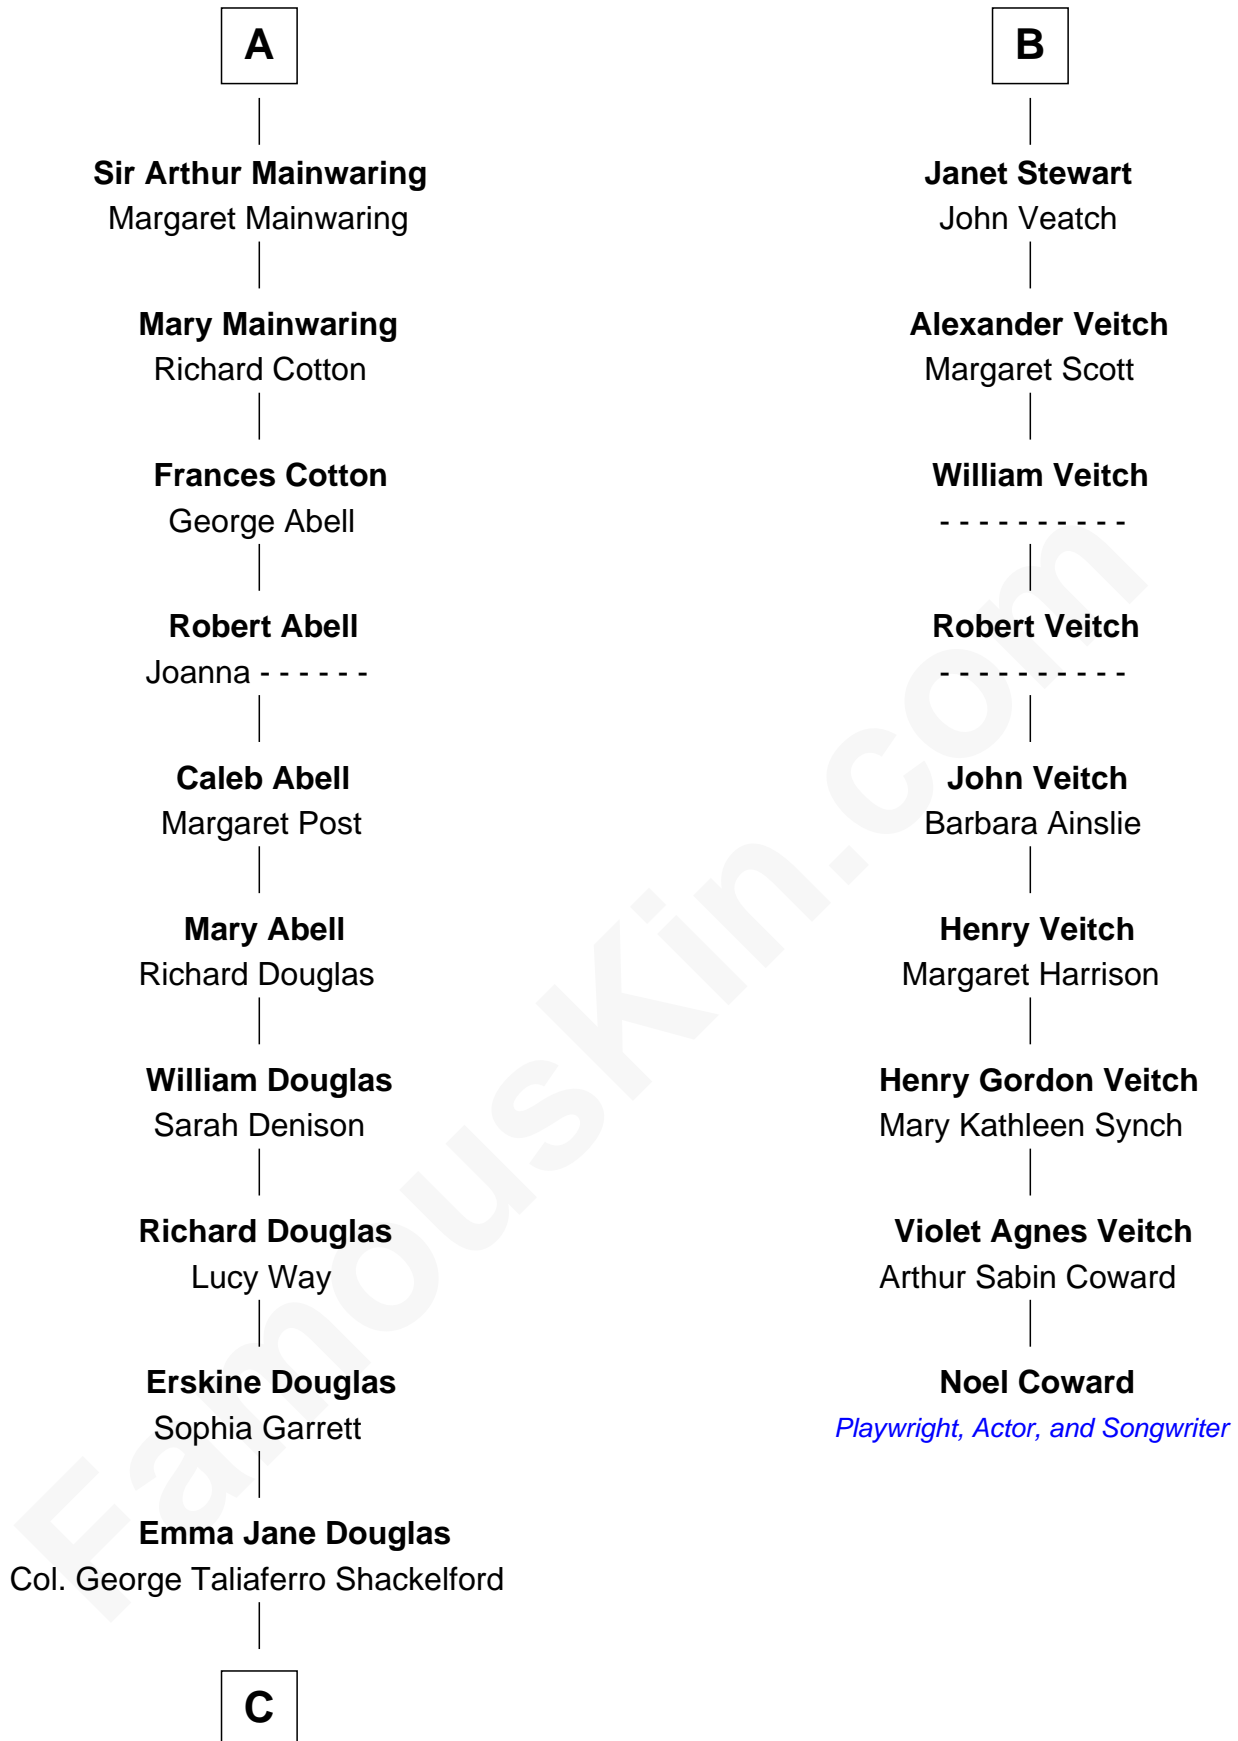 A
Sir Arthur Mainwaring
Margaret Mainwaring
Mary Mainwaring
Richard Cotton
Frances Cotton
George Abell
Robert Abell
Joanna - - - - - -
Caleb Abell
Margaret Post
Mary Abell
Richard Douglas
William Douglas
Sarah Denison
Richard Douglas
Lucy Way
Erskine Douglas
Sophia Garrett
Emma Jane Douglas
Col. George Taliaferro Shackelford
C
B
Janet Stewart
John Veatch
Alexander Veitch
Margaret Scott
William Veitch
- - - - - - - - - -
Robert Veitch
- - - - - - - - - -
John Veitch
Barbara Ainslie
Henry Veitch
Margaret Harrison
Henry Gordon Veitch
Mary Kathleen Synch
Violet Agnes Veitch
Arthur Sabin Coward
Noel Coward
Playwright, Actor, and Songwriter
FamousKin.com